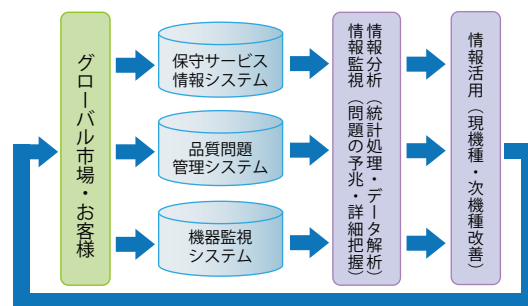 グローバル市場・お客様
保守サービス
情報システム
品質問題
管理システム
機器監視
システム
情報分析（統計処理・データ解析）
情報監視（問題の予兆・詳細把握）
情報活用（現機種・次機種改善）